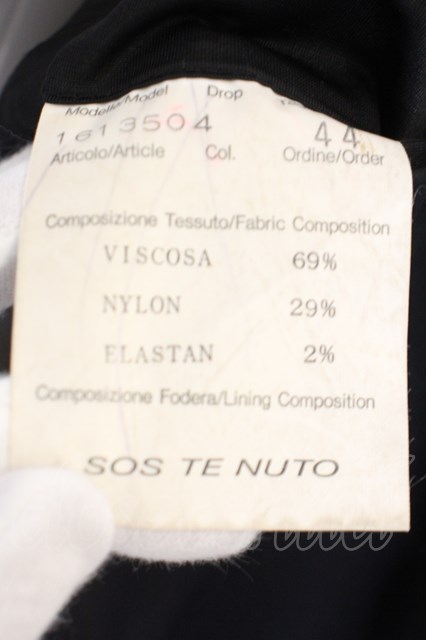 Modello/Model Drop
1613504 44
Articolo/Article Col. Ordine/Order
Composizione Tessuto/Fabric Composition
VISCOSA 69%
NYLON 29%
ELASTAN 2%
Composizione Fodera/Lining Composition
SOS TE NUTO